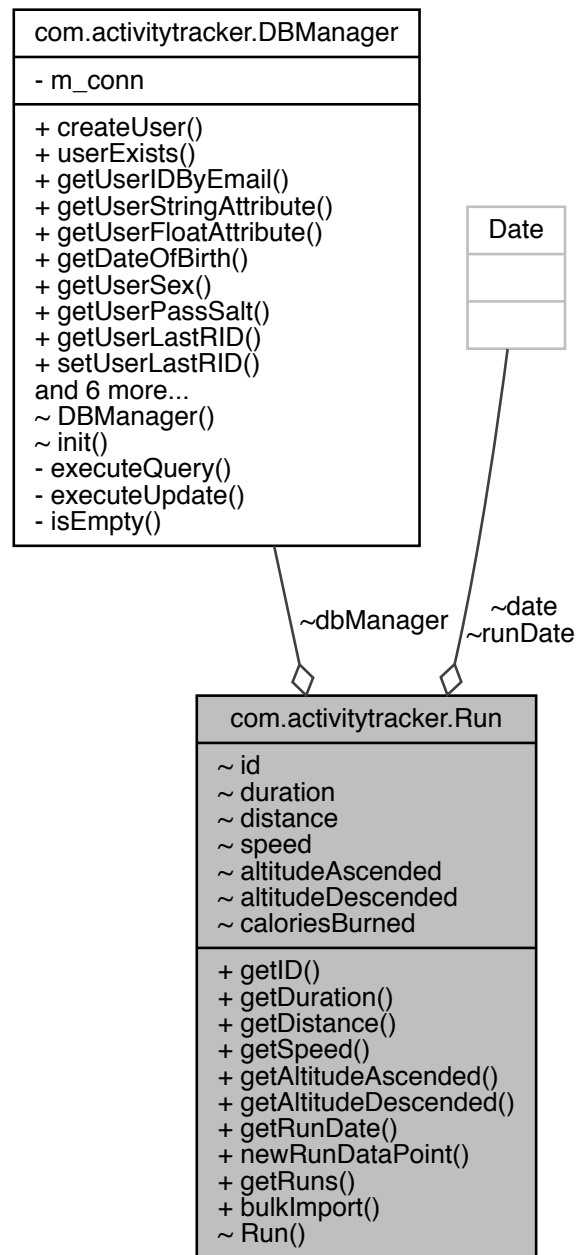 com.activitytracker.DBManager
- m_conn
+ createUser()
+ userExists()
+ getUserIDByEmail()
+ getUserStringAttribute()
+ getUserFloatAttribute()
+ getDateOfBirth()
+ getUserSex()
+ getUserPassSalt()
+ getUserLastRID()
+ setUserLastRID()
and 6 more...
~ DBManager()
~ init()
- executeQuery()
- executeUpdate()
- isEmpty()
Date
~dbManager
~date
~runDate
com.activitytracker.Run
~ id
~ duration
~ distance
~ speed
~ altitudeAscended
~ altitudeDescended
~ caloriesBurned
+ getID()
+ getDuration()
+ getDistance()
+ getSpeed()
+ getAltitudeAscended()
+ getAltitudeDescended()
+ getRunDate()
+ newRunDataPoint()
+ getRuns()
+ bulkImport()
~ Run()